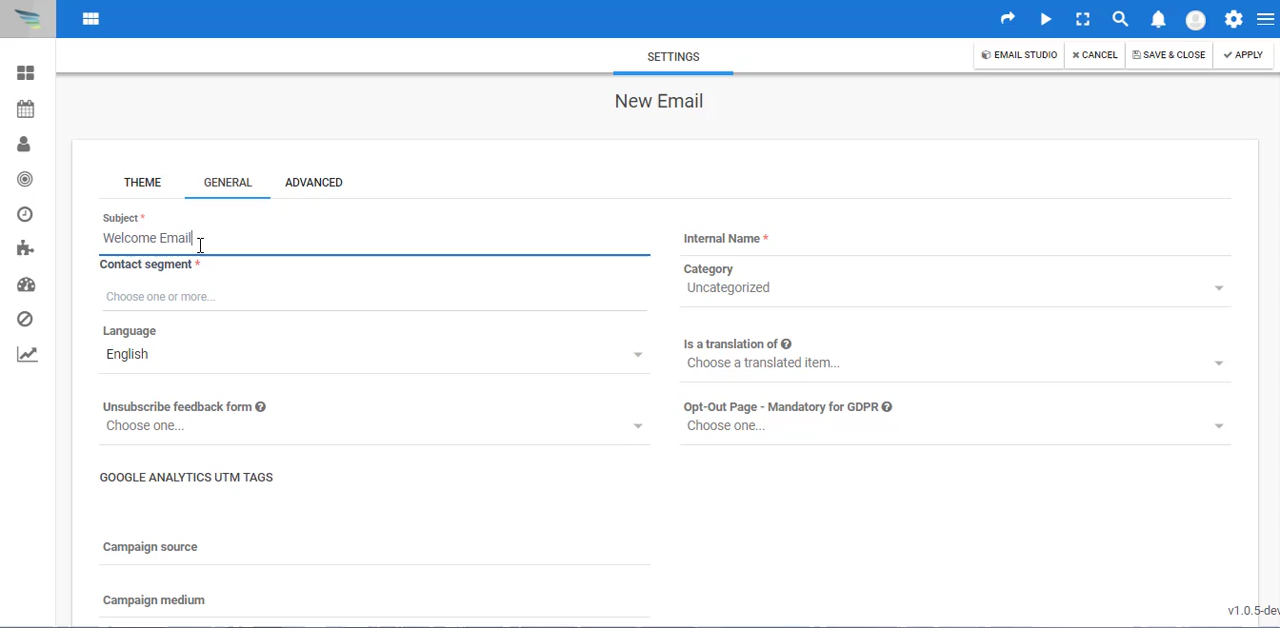 SETTINGS
EMAIL STUDIO
CANCEL
SAVE & CLOSE
APPLY
New Email
THEME
GENERAL
ADVANCED
Subject *
Welcome Email
Internal Name *
Contact segment *
Choose one or more...
Category
Uncategorized
Language
English
Is a translation of
Choose a translated item...
Unsubscribe feedback form
Choose one...
Opt-Out Page - Mandatory for GDPR
Choose one...
GOOGLE ANALYTICS UTM TAGS
Campaign source
Campaign medium
v1.0.5-dev